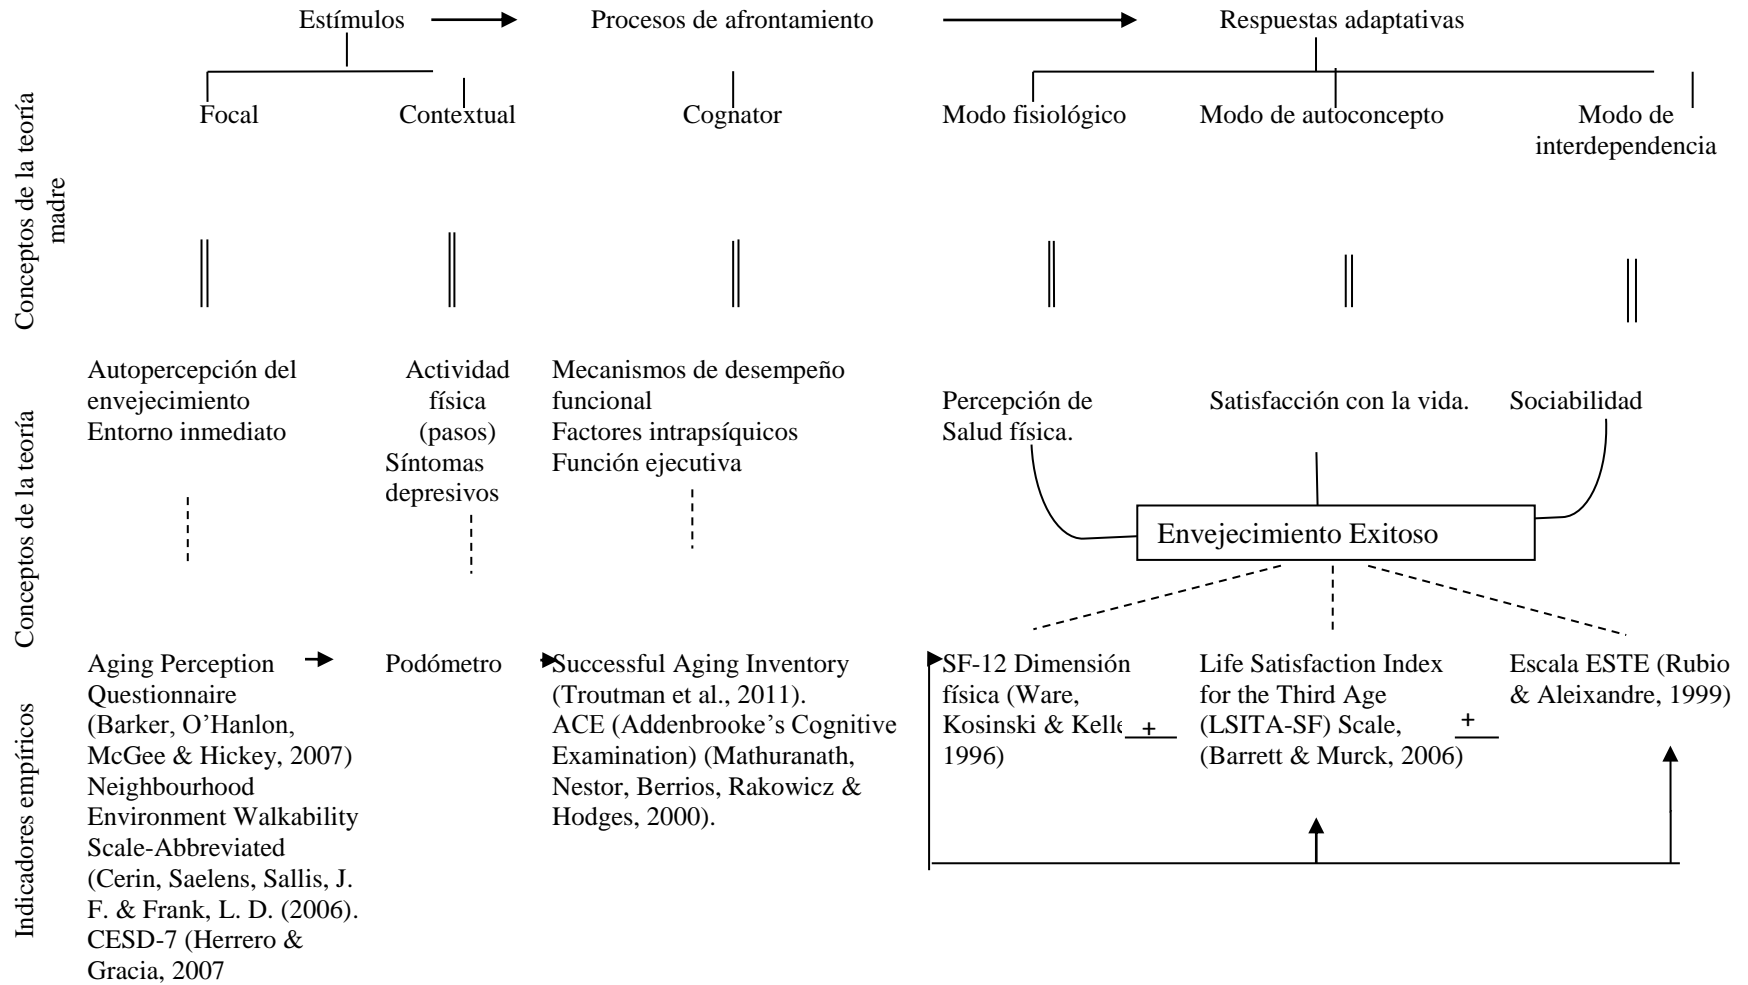 Estímulos
Procesos de afrontamiento
Respuestas adaptativas
Focal
Contextual
Cognator
Modo fisiológico
Modo de autoconcepto
Modo de
interdependencia
Conceptos de la teoría
madre
Autopercepción del
envejecimiento
Entorno inmediato
Actividad
física
(pasos)
Síntomas
depresivos
Mecanismos de desempeño
funcional
Factores intrapsíquicos
Función ejecutiva
Percepción de
Salud física.
Satisfacción con la vida.
Sociabilidad
Envejecimiento Exitoso
Conceptos de la teoría
Aging Perception
Questionnaire
(Barker, O’Hanlon,
McGee & Hickey, 2007)
Neighbourhood
Environment Walkability
Scale-Abbreviated
(Cerin, Saelens, Sallis, J.
F. & Frank, L. D. (2006).
CESD-7 (Herrero &
Gracia, 2007
Podómetro
Successful Aging Inventory
(Troutman et al., 2011).
ACE (Addenbrooke’s Cognitive
Examination) (Mathuranath,
Nestor, Berrios, Rakowicz &
Hodges, 2000).
SF-12 Dimensión
física (Ware,
Kosinski &
1996)
+
Life Satisfaction Index
for the Third Age
(LSITA-SF) Scale,
(Barrett & Murck, 2006)
+
Escala ESTE (Rubio
& Aleixandre, 1999)
Indicadores empíricos